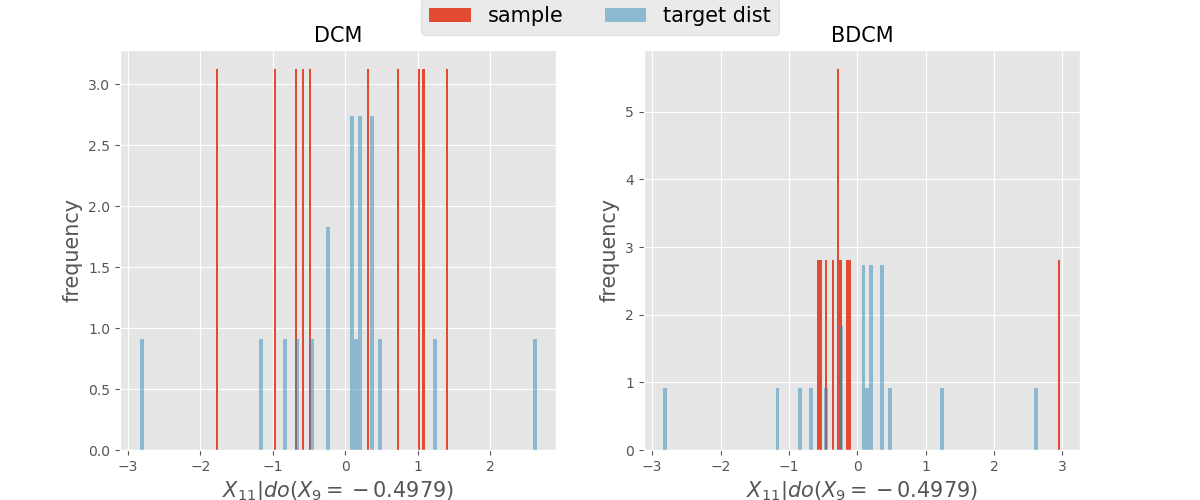 sample target dist
DCM BDCM
3.0
2.5
2.0
1.5
1.0
0.5
0.0
frequency
−3 −2 −1 0 1 2
X₁₁|do(X₉ = −0.4979)
5
4
3
2
1
0
frequency
−3 −2 −1 0 1 2 3
X₁₁|do(X₉ = −0.4979)